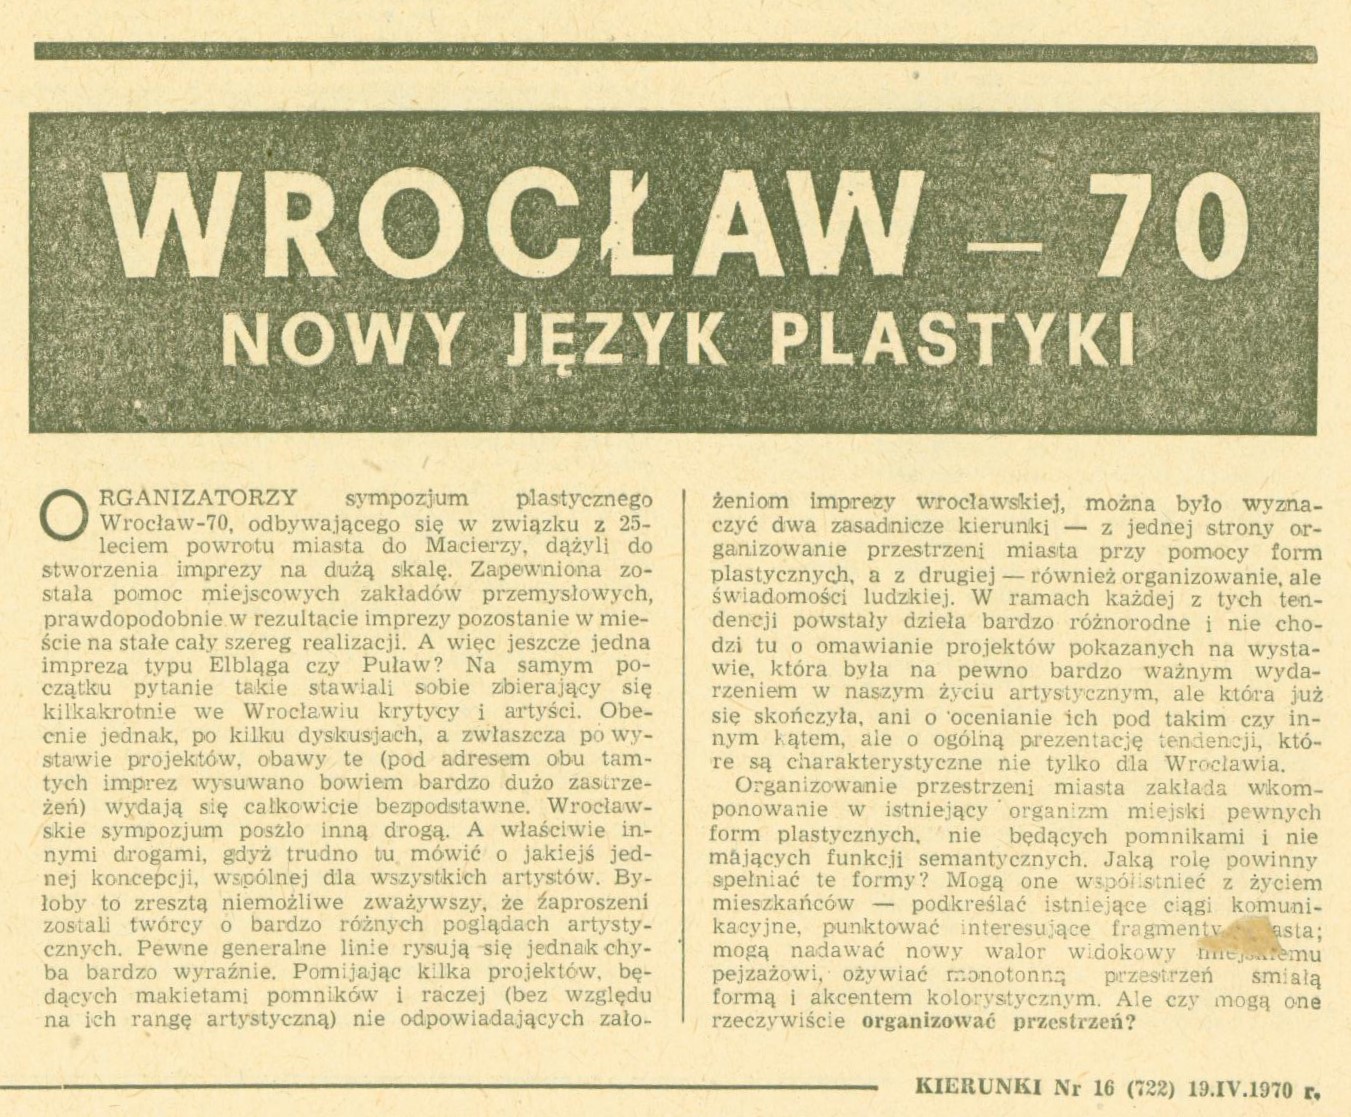 WROCŁAW — 70
NOWY JĘZYK PLASTYKI
ORGANIZATORZY sympozjum plastycznego
Wrocław-70, odbywającego się w związku z 25-
leciem powrotu miasta do Macierzy, dążyli do
stworzenia imprezy na dużą skalę. Zapewniona zo-
stała pomoc miejscowych zakładów przemysłowych,
prawdopodobnie w rezultacie imprezy pozostanie w mie-
ście na stałe cały szereg realizacji. A więc jeszcze jedna
impreza typu Elbląga czy Puław? Na samym po-
czątku pytanie takie stawiali sobie zbierający się
kilkakrotnie we Wrocławiu krytycy i artyści. Obe-
cnie jednak, po kilku dyskusjach, a zwłaszcza po wy-
stawie projektów, obawy te (pod adresem obu tam-
tych imprez wysuwano bowiem bardzo dużo zastrze-
żeń) wydają się całkowicie bezpodstawne. Wrocław-
skie sympozjum poszło inną drogą. A właściwie in-
nymi drogami, gdyż trudno tu mówić o jakiejś jed-
nej koncepcji, wspólnej dla wszystkich artystów. By-
łoby to zresztą niemożliwe zważywszy, że żaproszeni
zostali twórcy o bardzo różnych poglądach artysty-
cznych. Pewne generalne linie rysują się jednak chy-
ba bardzo wyraźnie. Pomijając kilka projektów, bę-
dących makietami pomników i raczej (bez względu
na ich rangę artystyczną) nie odpowiadających zało-
żeniom imprezy wrocławskiej, można było wyzna-
czyć dwa zasadnicze kierunki — z jednej strony or-
ganizowanie przestrzeni miasta przy pomocy form
plastycznych, a z drugiej — również organizowanie, ale
świadomości ludzkiej. W ramach każdej z tych ten-
dencji powstały dzieła bardzo różnorodne i nie cho-
dzi tu o omawianie projektów pokazanych na wysta-
wie, która była na pewno bardzo ważnym wyda-
rzeniem w naszym życiu artystycznym, ale która już
się skończyła, ani o ocenianie ich pod takim czy in-
nym kątem, ale o ogólną prezentację tendencji, któ-
re są charakterystyczne nie tylko dla Wrocławia.
Organizowanie przestrzeni miasta zakłada wkom-
ponowanie w istniejący organizm miejski pewnych
form plastycznych, nie będących pomnikami i nie
mających funkcji semantycznych. Jaką rolę powinny
spełniać te formy? Mogą one współistnieć z życiem
mieszkańców — podkreślać istniejące ciągi komuni-
kacyjne, punktować interesujące fragmenty asta;
mogą nadawać nowy walor widokowy miejskiemu
pejzażowi, ożywiać monotonną przestrzeń śmiałą
formą i akcentem kolorystycznym. Ale czy mogą one
rzeczywiście organizować przestrzeń?
KIERUNKI Nr 16 (722) 19.IV.1970 r.